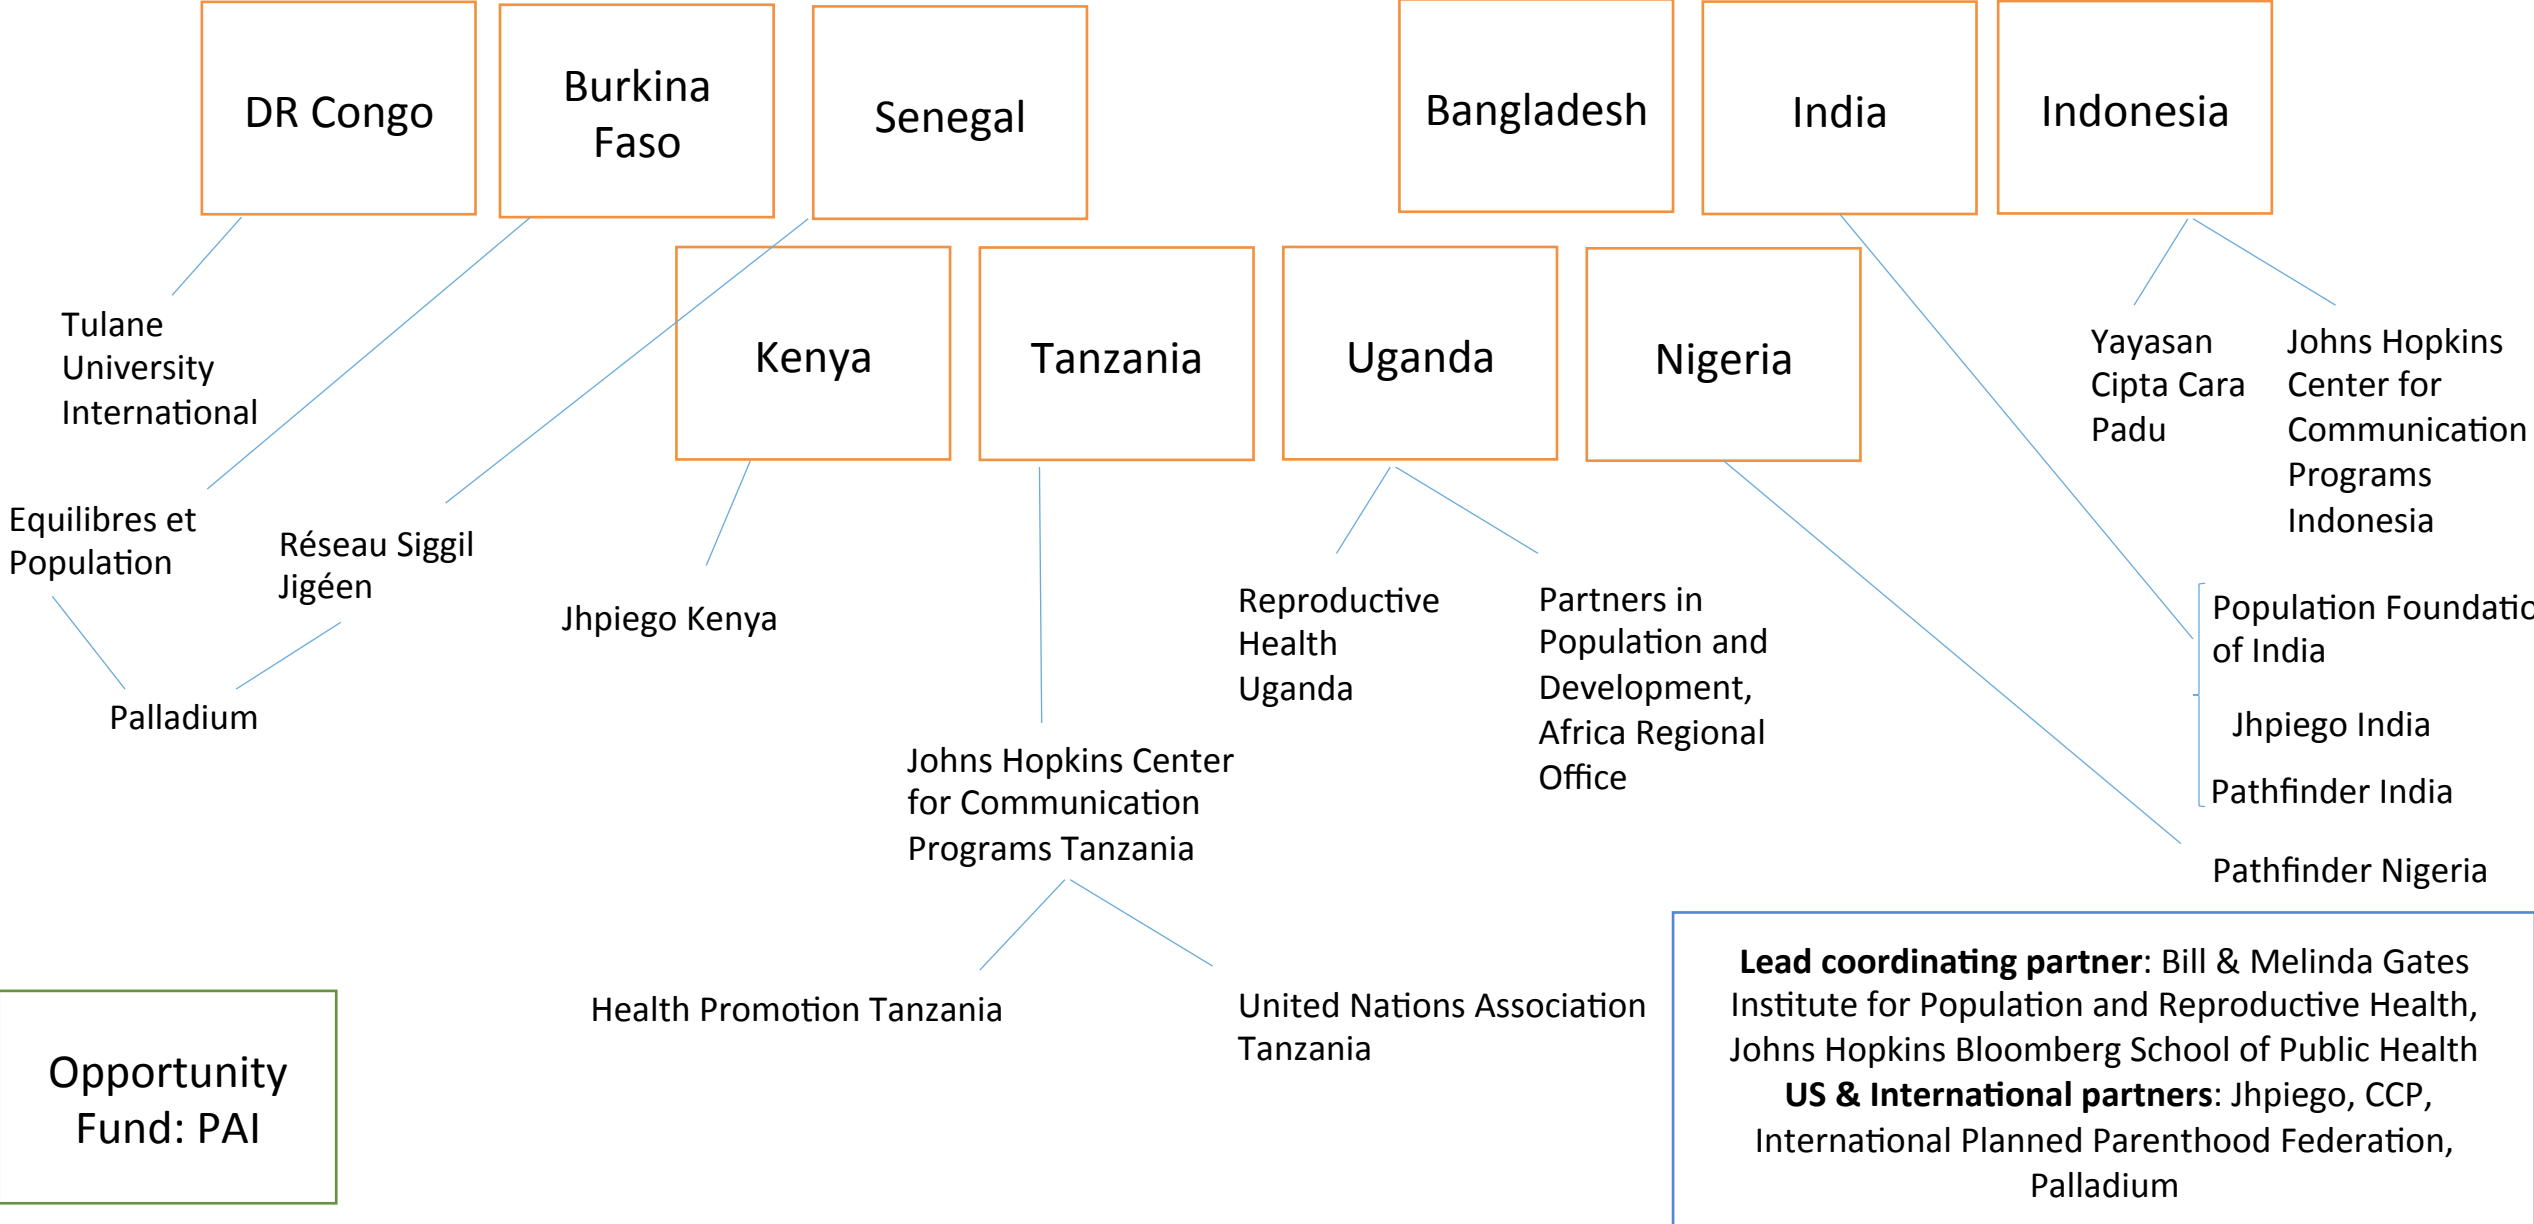 DR Congo
Burkina
Faso
Senegal
Bangladesh
India
Indonesia
Kenya
Tanzania
Uganda
Nigeria
Tulane
University
International
Yayasan
Cipta Cara
Padu
Johns Hopkins
Center for
Communication
Programs
Indonesia
Equilibres et
Population
Réseau Siggil
Jigéen
Palladium
Jhpiego Kenya
Reproductive
Health
Uganda
Partners in
Population and
Development,
Africa Regional
Office
Population Foundatio
of India
Jhpiego India
Pathfinder India
Pathfinder Nigeria
Johns Hopkins Center
for Communication
Programs Tanzania
Health Promotion Tanzania
United Nations Association
Tanzania
Opportunity
Fund: PAI
Lead coordinating partner: Bill & Melinda Gates
Institute for Population and Reproductive Health,
Johns Hopkins Bloomberg School of Public Health
US & International partners: Jhpiego, CCP,
International Planned Parenthood Federation,
Palladium